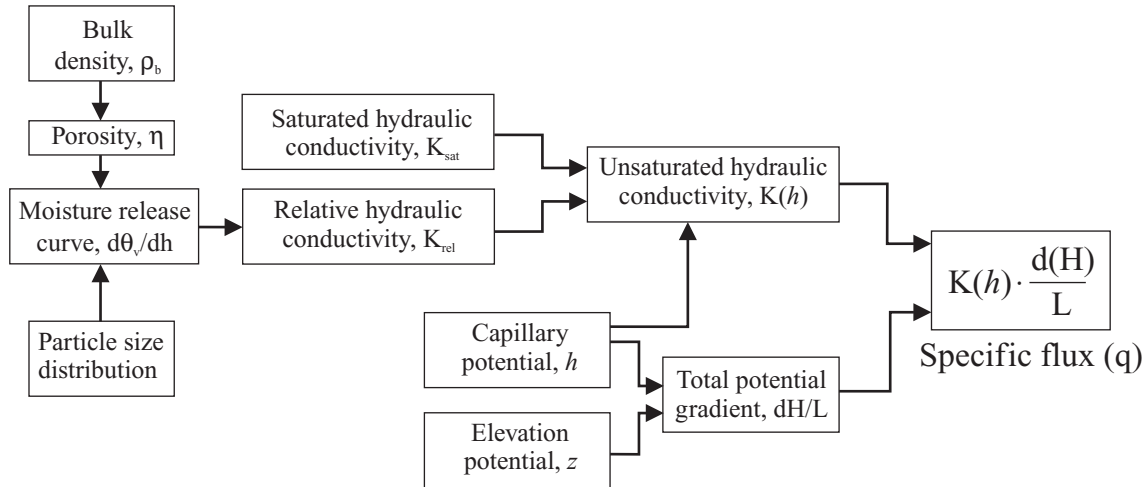 Bulk
density, ρb
Porosity, η
Moisture release
curve, dθv/dh
Particle size
distribution
Saturated hydraulic
conductivity, Ksat
Relative hydraulic
conductivity, Krel
Unsaturated hydraulic
conductivity, K(h)
Capillary
potential, h
Elevation
potential, z
Total potential
gradient, dH/L
K(h) · d(H)
L
Specific flux (q)